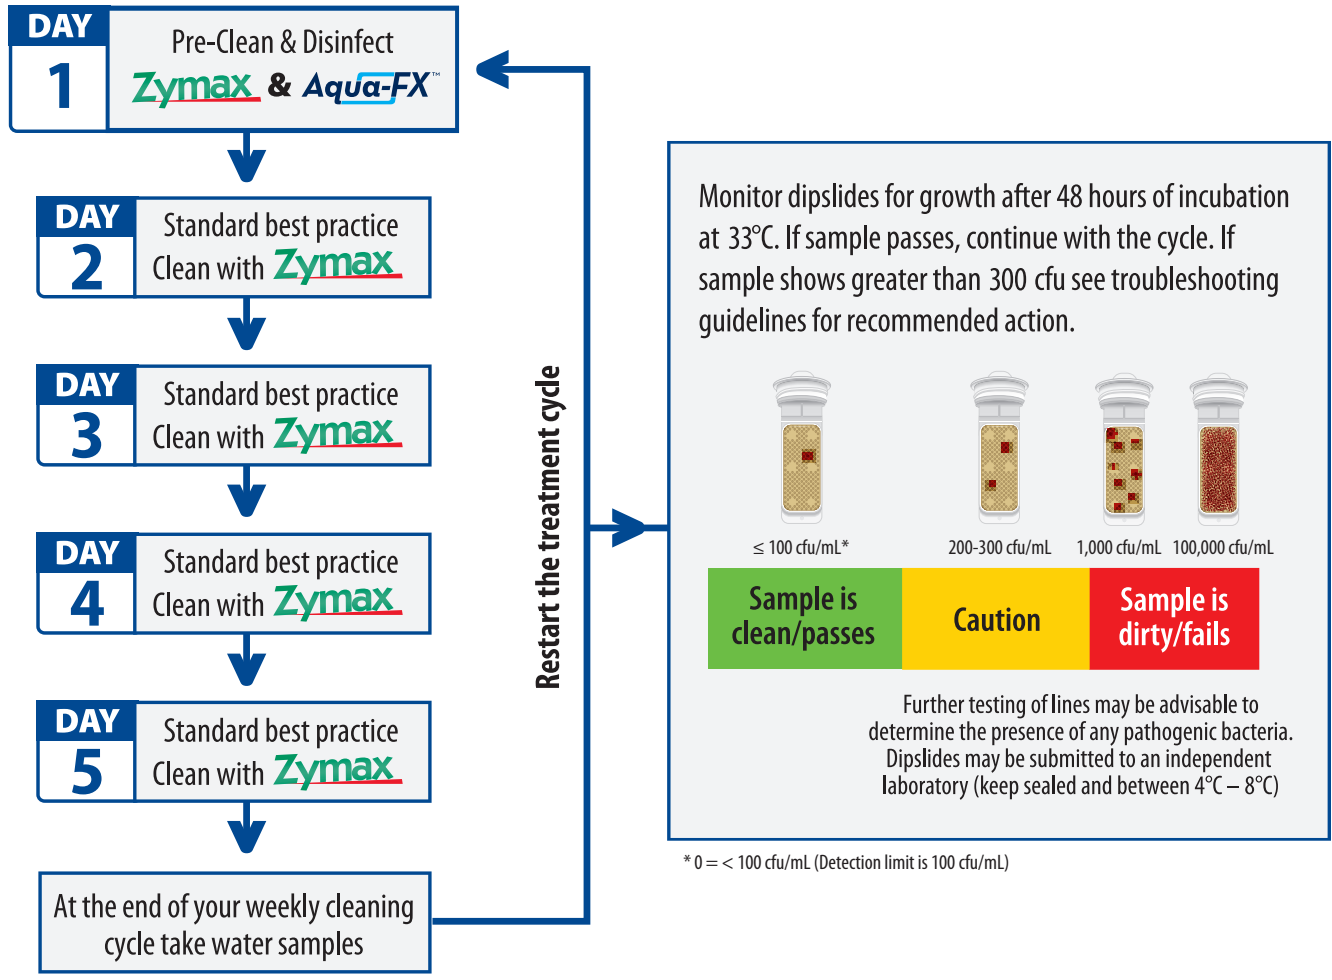 DAY
1
Pre-Clean & Disinfect
Zymax & Aqua-FX™
DAY
2
Standard best practice
Clean with Zymax
DAY
3
Standard best practice
Clean with Zymax
DAY
4
Standard best practice
Clean with Zymax
DAY
5
Standard best practice
Clean with Zymax
At the end of your weekly cleaning
cycle take water samples
Restart the treatment cycle
Monitor dipslides for growth after 48 hours of incubation
at 33°C. If sample passes, continue with the cycle. If
sample shows greater than 300 cfu see troubleshooting
guidelines for recommended action.
≤ 100 cfu/mL*
200-300 cfu/mL
1,000 cfu/mL
100,000 cfu/mL
Sample is
clean/passes
Caution
Sample is
dirty/fails
Further testing of lines may be advisable to
determine the presence of any pathogenic bacteria.
Dipslides may be submitted to an independent
laboratory (keep sealed and between 4°C – 8°C)
* 0 = < 100 cfu/mL (Detection limit is 100 cfu/mL)